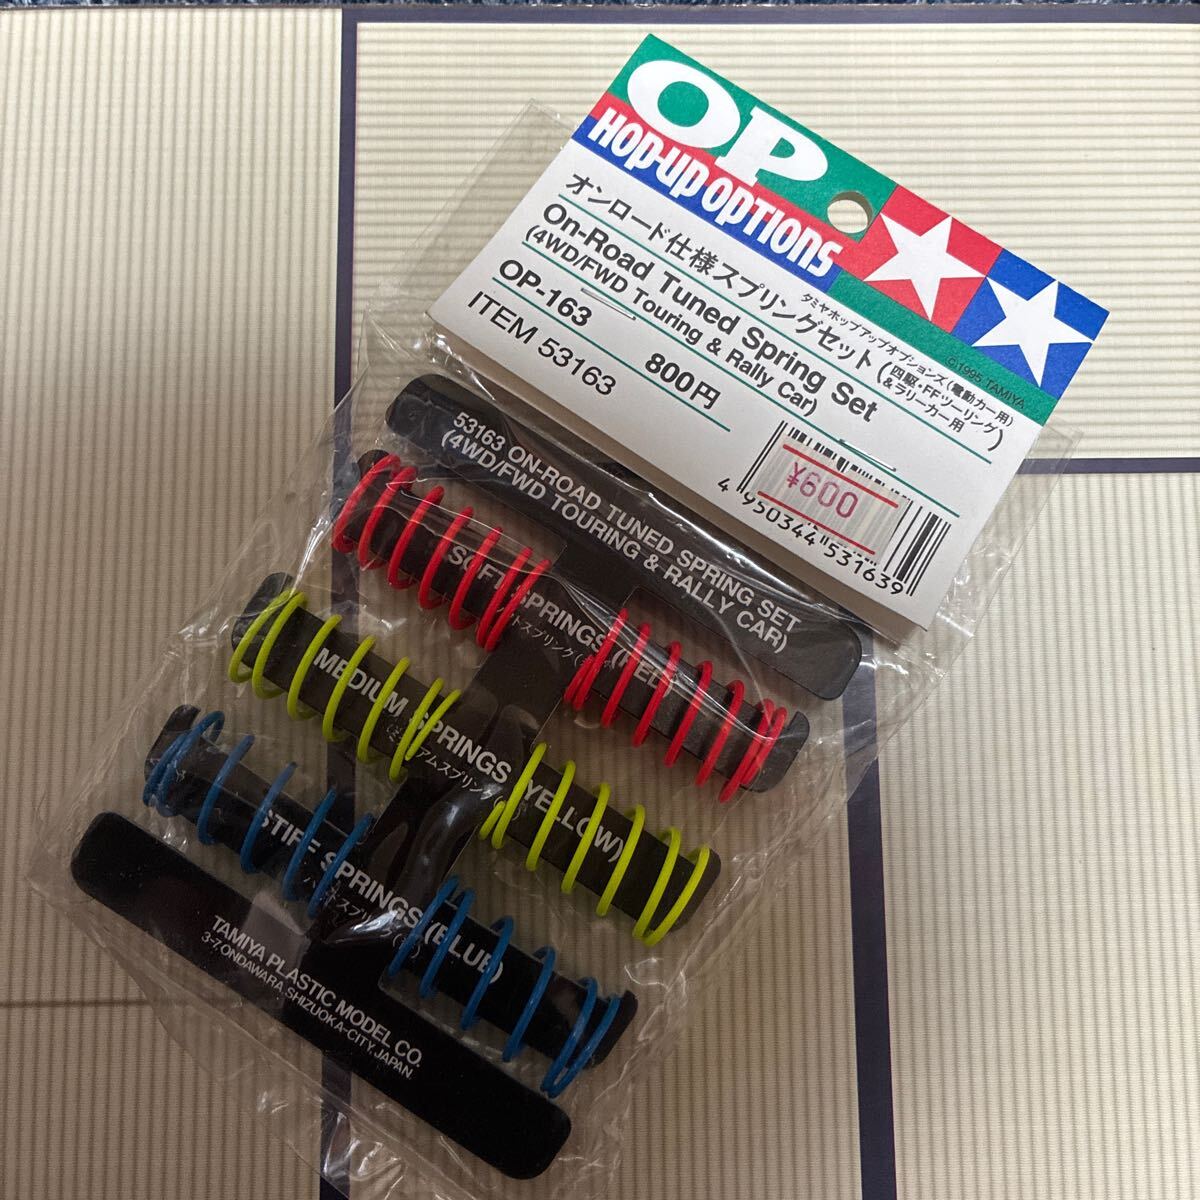 OP.
HOP-UP OPTIONS
タミヤホップアップオプションズ(電動カー用)
©1995 TAMIYA
オンロード仕様スプリングセット(四駆・FFツーリング&ラリーカー用)
On-Road Tuned Spring Set
(4WD/FWD Touring & Rally Car)
OP-163 800円
ITEM 53163
¥600
4 950344 531639
53163 ON-ROAD TUNED SPRING SET
(4WD/FWD TOURING & RALLY CAR)
SOFT SPRINGS (RED)
MEDIUM SPRINGS (YELLOW)
STIFF SPRINGS (BLUE)
TAMIYA PLASTIC MODEL CO.
3-7, ONDAWARA, SHIZUOKA-CITY, JAPAN.